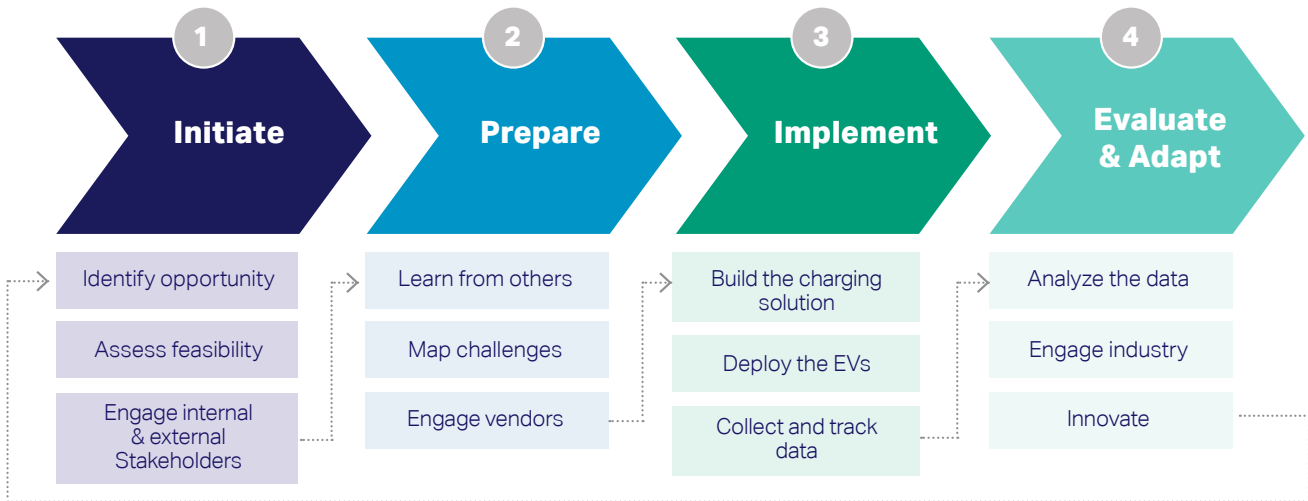 1
Initiate
Identify opportunity
Assess feasibility
Engage internal
& external
Stakeholders
2
Prepare
Learn from others
Map challenges
Engage vendors
3
Implement
Build the charging
solution
Deploy the EVs
Collect and track
data
4
Evaluate
& Adapt
Analyze the data
Engage industry
Innovate